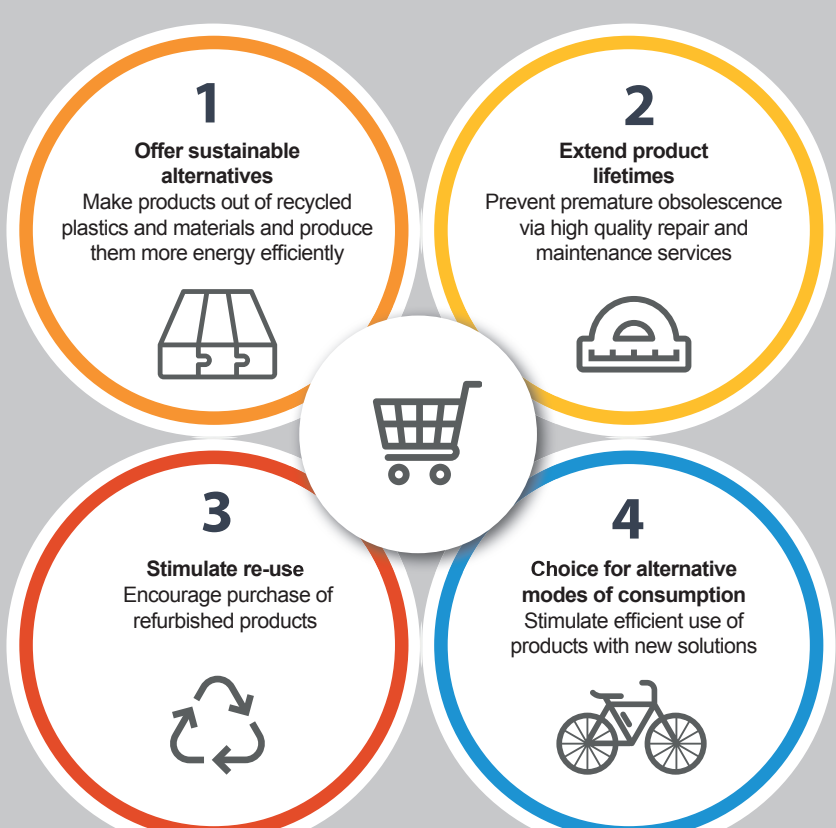 1
Offer sustainable
alternatives
Make products out of recycled
plastics and materials and produce
them more energy efficiently
2
Extend product
lifetimes
Prevent premature obsolescence
via high quality repair and
maintenance services
3
Stimulate re-use
Encourage purchase of
refurbished products
4
Choice for alternative
modes of consumption
Stimulate efficient use of
products with new solutions